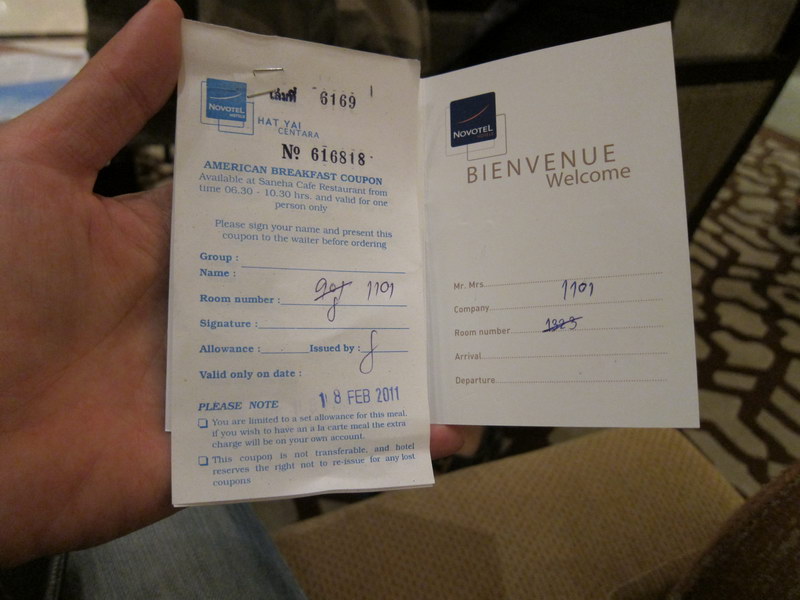 NOVOTEL
HOTELS
เล่มที่ 6169
HAT YAI
CENTARA
No 616818
AMERICAN BREAKFAST COUPON
Available at Saneha Cafe Restaurant from
time 06.30 - 10.30 hrs. and valid for one
person only
Please sign your name and present this
coupon to the waiter before ordering
Group :
Name :
Room number : 1101
Signature :
Allowance : Issued by :
Valid only on date :
18 FEB 2011
PLEASE NOTE
You are limited to a set allowance for this meal,
if you wish to have an a la carte meal the extra
charge will be on your own account.
This coupon is not transferable, and hotel
reserves the right not to re-issue for any lost
coupons
NOVOTEL
HOTELS
BIENVENUE
Welcome
Mr. Mrs.
1101
Company
Room number 1323
Arrival
Departure